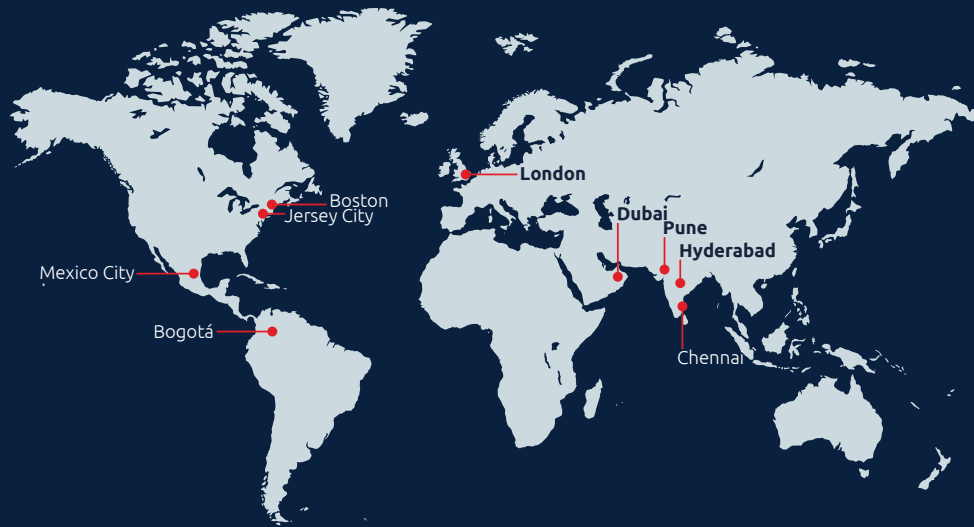 London
Boston
Jersey City
Dubai
Pune
Hyderabad
Mexico City
Bogotá
Chennai